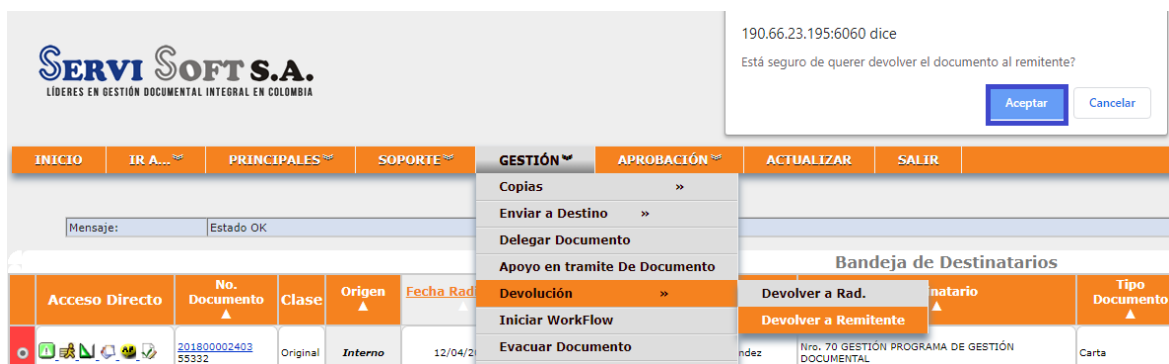 190.66.23.195:6060 dice
Está seguro de querer devolver el documento al remitente?
Aceptar Cancelar
SERVI SOFT S.A.
LÍDERES EN GESTIÓN DOCUMENTAL INTEGRAL EN COLOMBIA
INICIO IR A... PRINCIPALES SOPORTE GESTIÓN APROBACIÓN ACTUALIZAR SALIR
Copias »
Enviar a Destino »
Mensaje: Estado OK
Delegar Documento
Apoyo en tramite De Documento
Bandeja de Destinatarios
Acceso Directo No. Documento Clase Origen Fecha Rad
Devolución » Devolver a Rad. natario Tipo Documento
Iniciar WorkFlow Devolver a Remitente
Evacuar Documento
201800002403 Original Interno 12/04/2 ndez Nro. 70 GESTIÓN PROGRAMA DE GESTIÓN Carta
55332 DOCUMENTAL